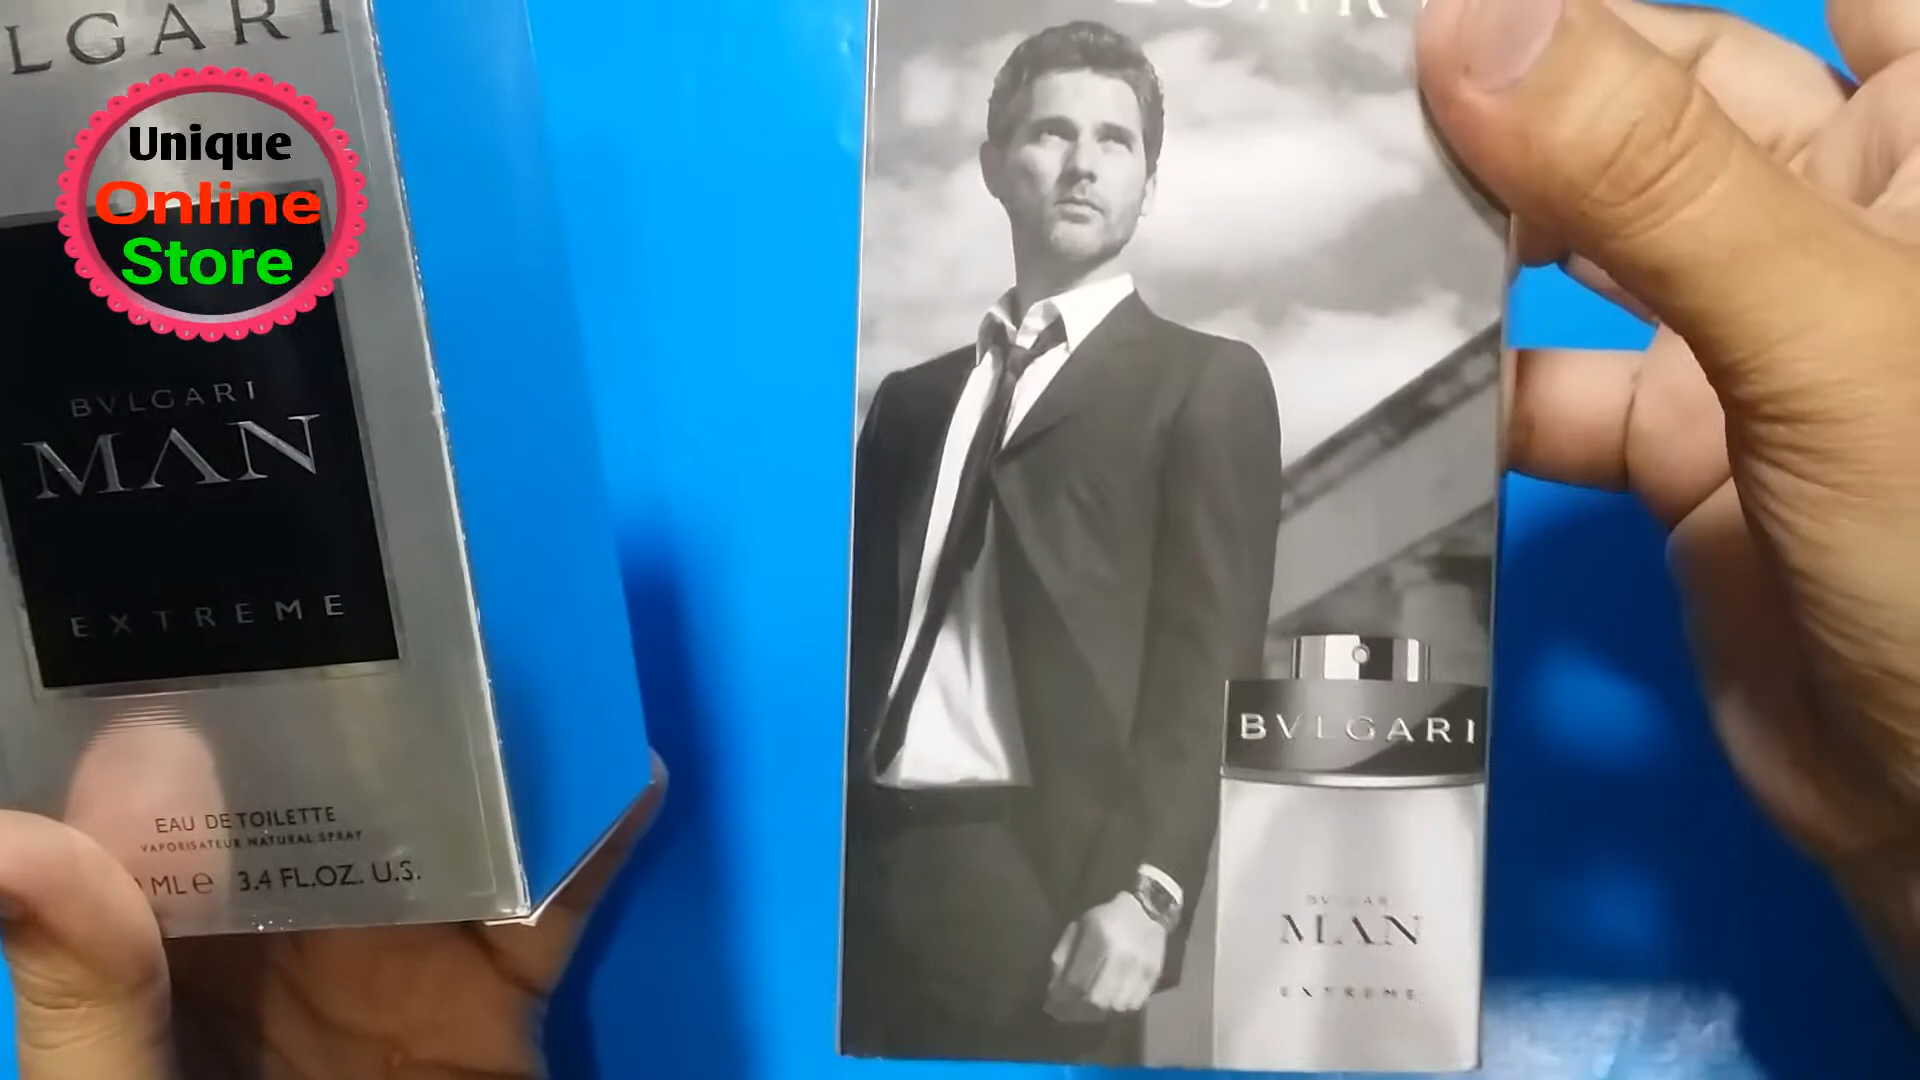 LGARI
Unique
Online
Store
BVLGARI
MAN
EXTREME
EAU DE TOILETTE
VAPORISATEUR NATURAL SPRAY
ML e 3.4 FL.OZ. U.S.
BVLGARI
BVLGARI
MAN
EXTREME